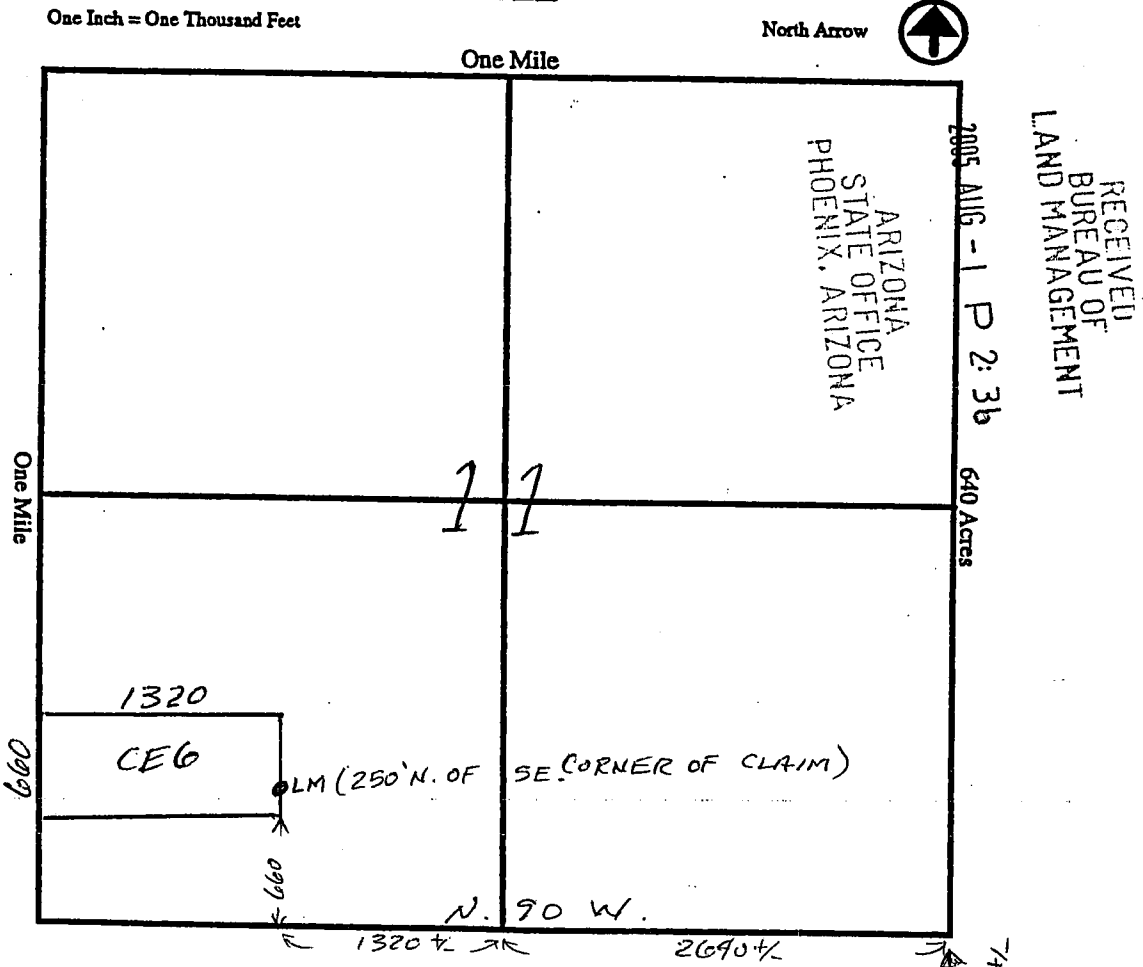 One Inch = One Thousand Feet
North Arrow
One Mile
RECEIVED
BUREAU OF
LAND MANAGEMENT
2005 AUG -1 P 2:36
ARIZONA
STATE OFFICE
PHOENIX, ARIZONA
One Mile
640 Acres
11
1320
CE6
660
LM (250' N. OF SE. CORNER OF CLAIM)
660
N. 90 W.
1320 +/-
2640 +/-